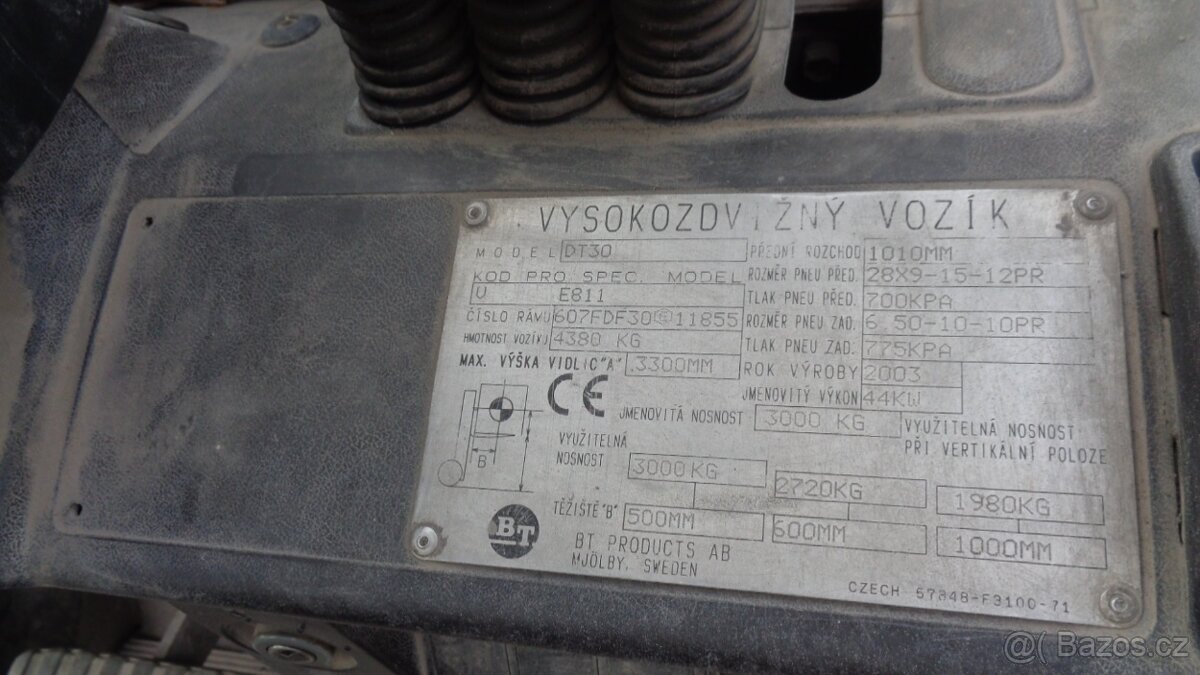 VYSOKOZDVIŽNÝ VOZÍK
MODEL DT30
KOD PRO SPEC. MODEL
U E811
ČÍSLO RÁMU 607FDF30 E 11855
HMOTNOST VOZÍKU 4380 KG
MAX. VÝŠKA VIDLIC "A" 3300MM
PŘEDNÍ ROZCHOD 1010MM
ROZMĚR PNEU PŘED. 28X9-15-12PR
TLAK PNEU PŘED. 700KPA
ROZMĚR PNEU ZAD. 6.50-10-10PR
TLAK PNEU ZAD. 775KPA
ROK VÝROBY 2003
JMENOVITÝ VÝKON 44KW
CE
JMENOVITÁ NOSNOST 3000 KG
VYUŽITELNÁ NOSNOST
PŘI VERTIKÁLNÍ POLOZE
B
VYUŽITELNÁ
NOSNOST
3000KG 2720KG 1980KG
TĚŽIŠTĚ "B" 500MM 600MM 1000MM
BT
BT PRODUCTS AB
MJÖLBY, SWEDEN
CZECH 57848-F3100-71
@ Bazos.cz